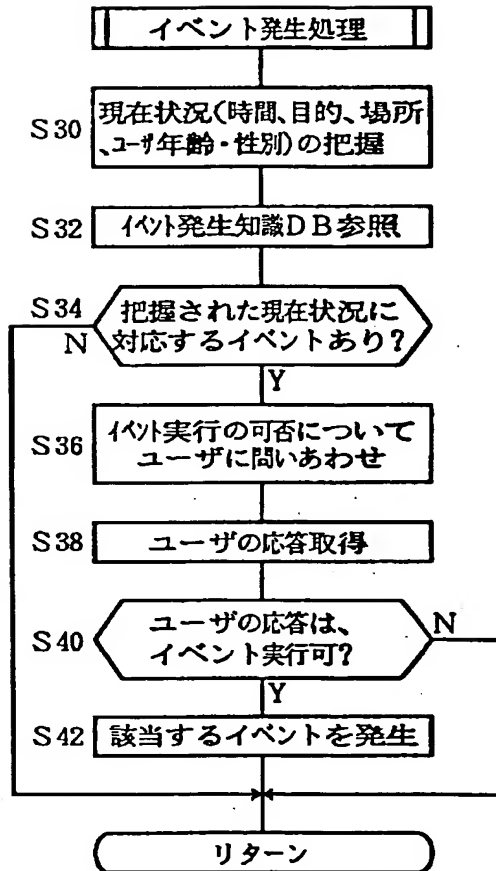 イベント発生処理
S30
現在状況(時間、目的、場所
、ユーザ年齢・性別)の把握
S32
イベント発生知識DB参照
S34
把握された現在状況に
対応するイベントあり?
N
Y
S36
イベント実行の可否について
ユーザに問いあわせ
S38
ユーザの応答取得
S40
ユーザの応答は、
イベント実行可?
N
Y
S42
該当するイベントを発生
リターン